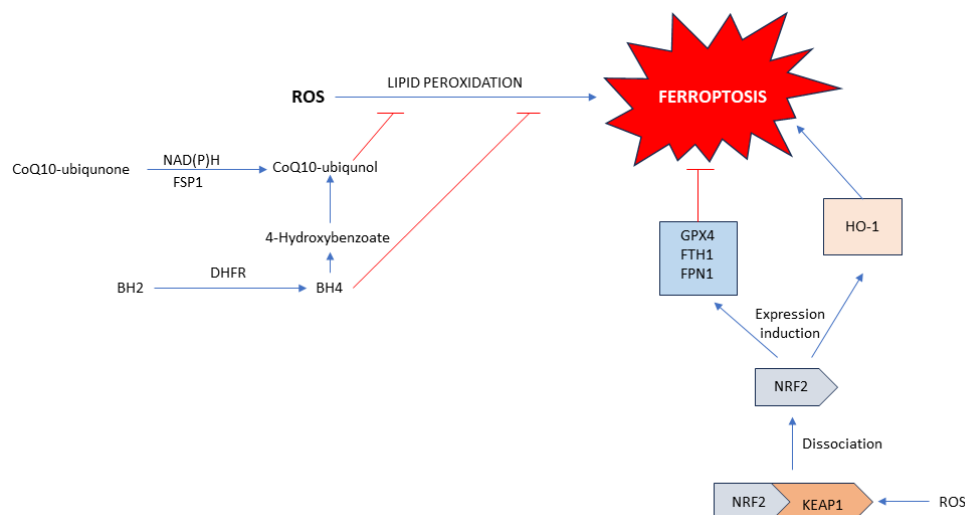 LIPID PEROXIDATION
ROS
FERROPTOSIS
NAD(P)H
CoQ10-ubiqunone
CoQ10-ubiqunol
FSP1
4-Hydroxybenzoate
DHFR
BH2
BH4
GPX4
FTH1
FPN1
HO-1
Expression
induction
NRF2
Dissociation
NRF2
KEAP1
ROS